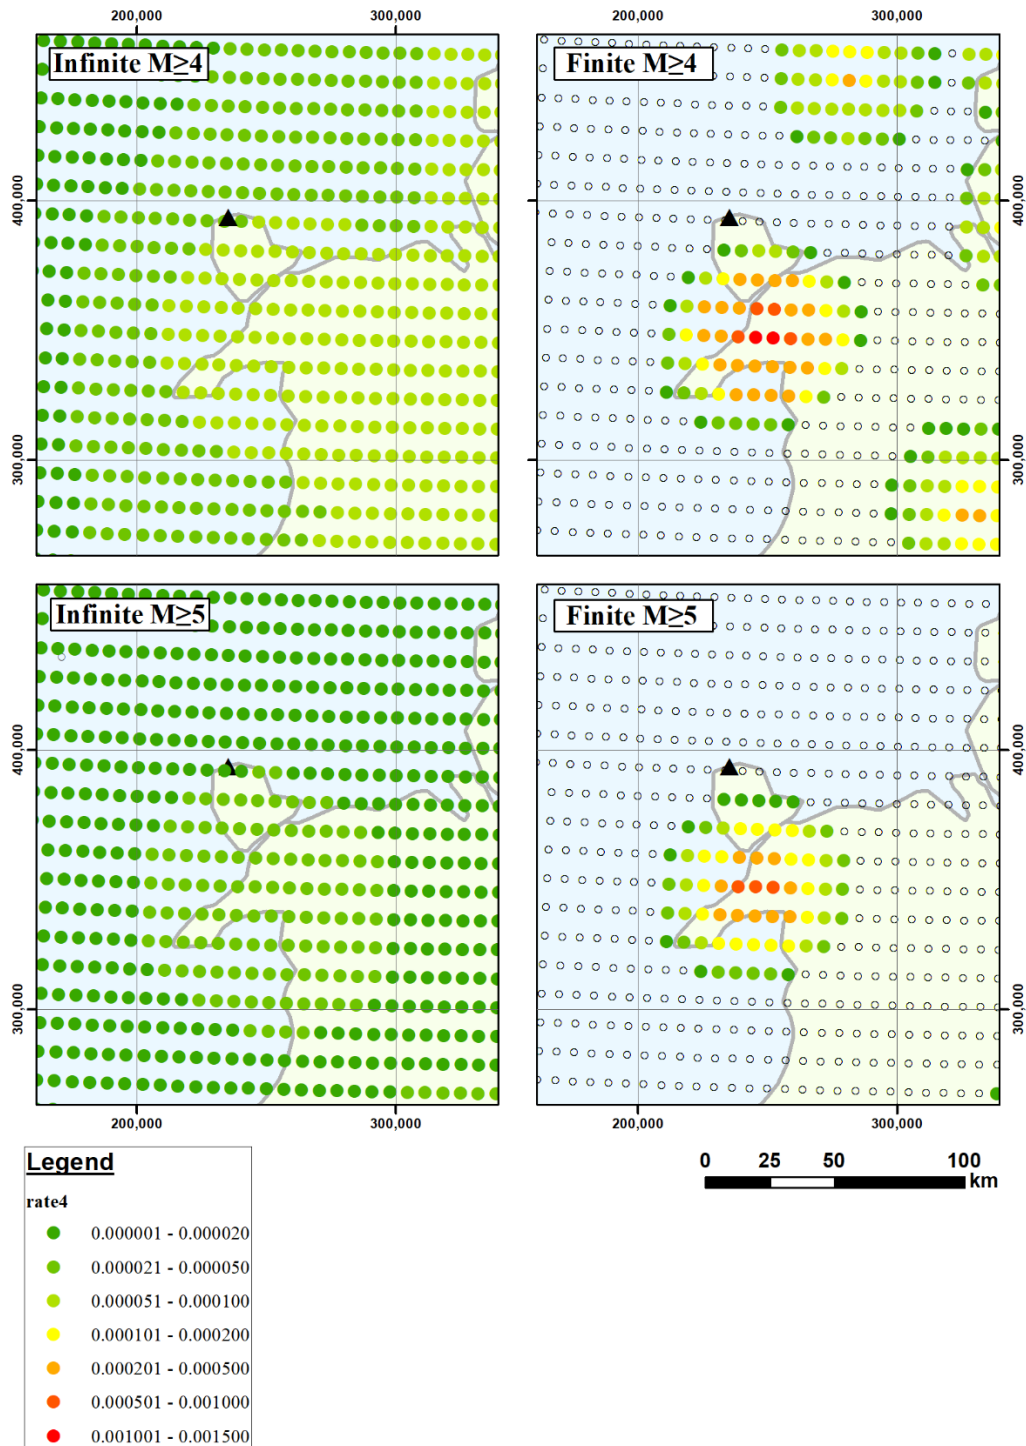 200,000 300,000 200,000 300,000
Infinite M≥4 Finite M≥4
400,000 400,000
300,000 300,000
Infinite M≥5 Finite M≥5
400,000 400,000
300,000 300,000
200,000 300,000 200,000 300,000
Legend
0 25 50 100
km
rate4
0.000001 - 0.000020
0.000021 - 0.000050
0.000051 - 0.000100
0.000101 - 0.000200
0.000201 - 0.000500
0.000501 - 0.001000
0.001001 - 0.001500